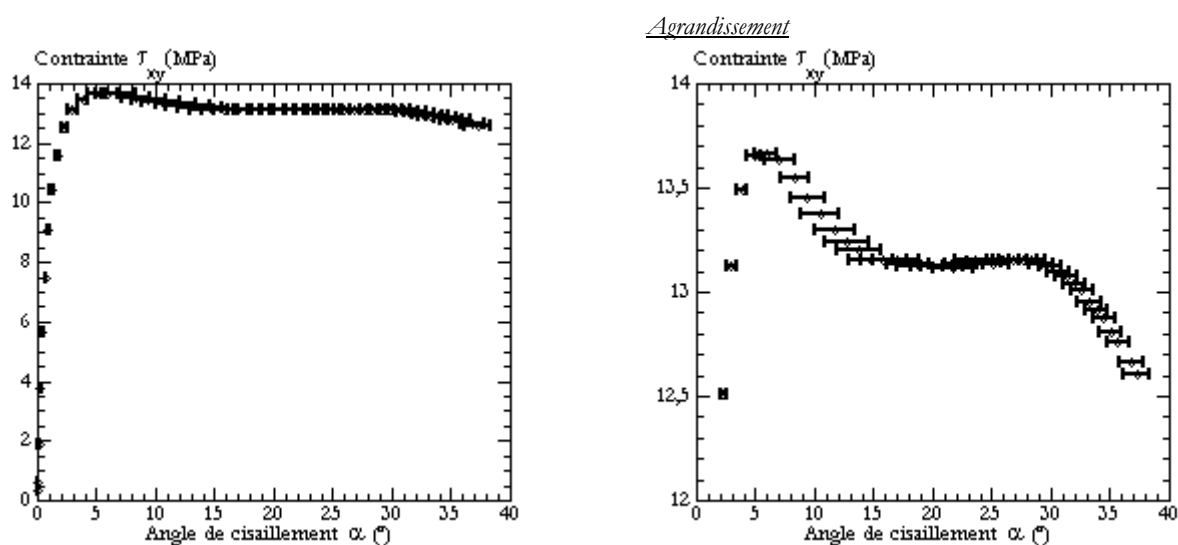 Agrandissement
Contrainte τxy (MPa)
14
12
10
8
6
4
2
0
0 5 10 15 20 25 30 35 40
Angle de cisaillement α (°)
Contrainte τxy (MPa)
14
13,5
13
12,5
12
0 5 10 15 20 25 30 35 40
Angle de cisaillement α (°)